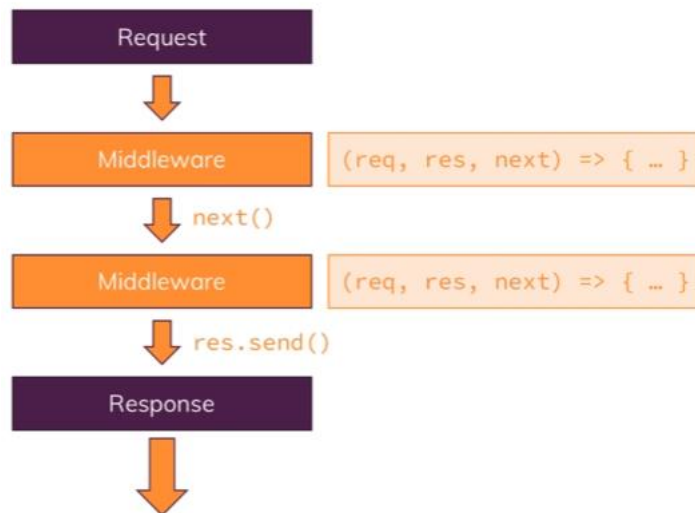 Request
Middleware
(req, res, next) => { … }
next()
Middleware
(req, res, next) => { … }
res.send()
Response